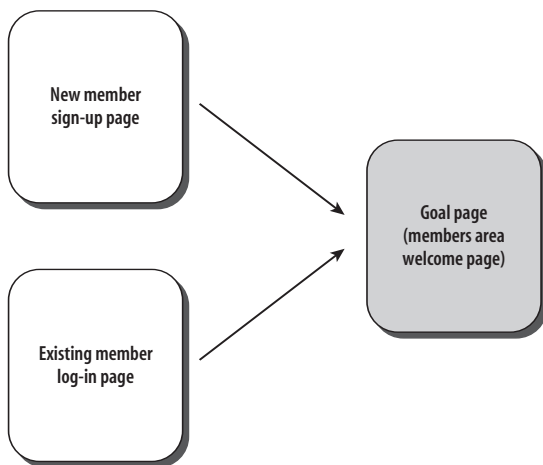 New member
sign-up page
Goal page
(members area
welcome page)
Existing member
log-in page